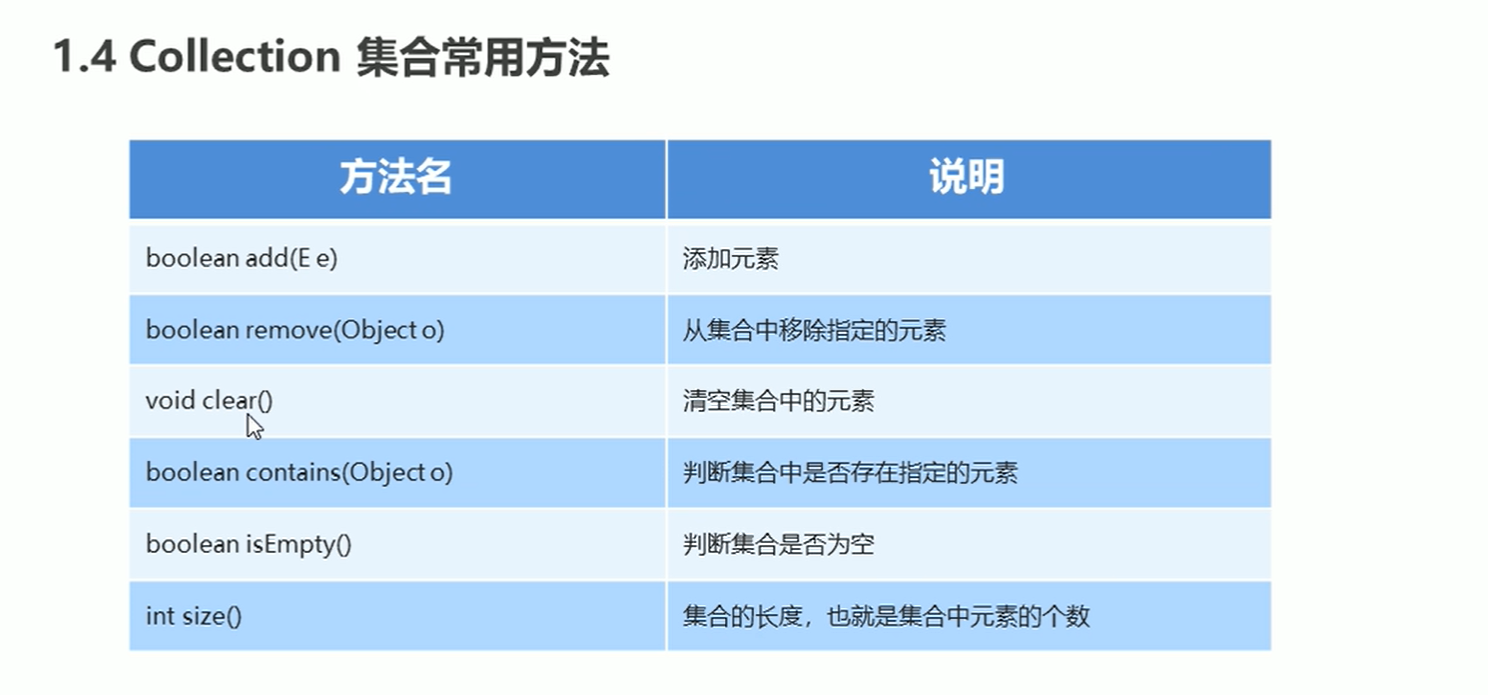 1.4 Collection 集合常用方法
方法名 说明
boolean add(E e) 添加元素
boolean remove(Object o) 从集合中移除指定的元素
void clear() 清空集合中的元素
boolean contains(Object o) 判断集合中是否存在指定的元素
boolean isEmpty() 判断集合是否为空
int size() 集合的长度，也就是集合中元素的个数